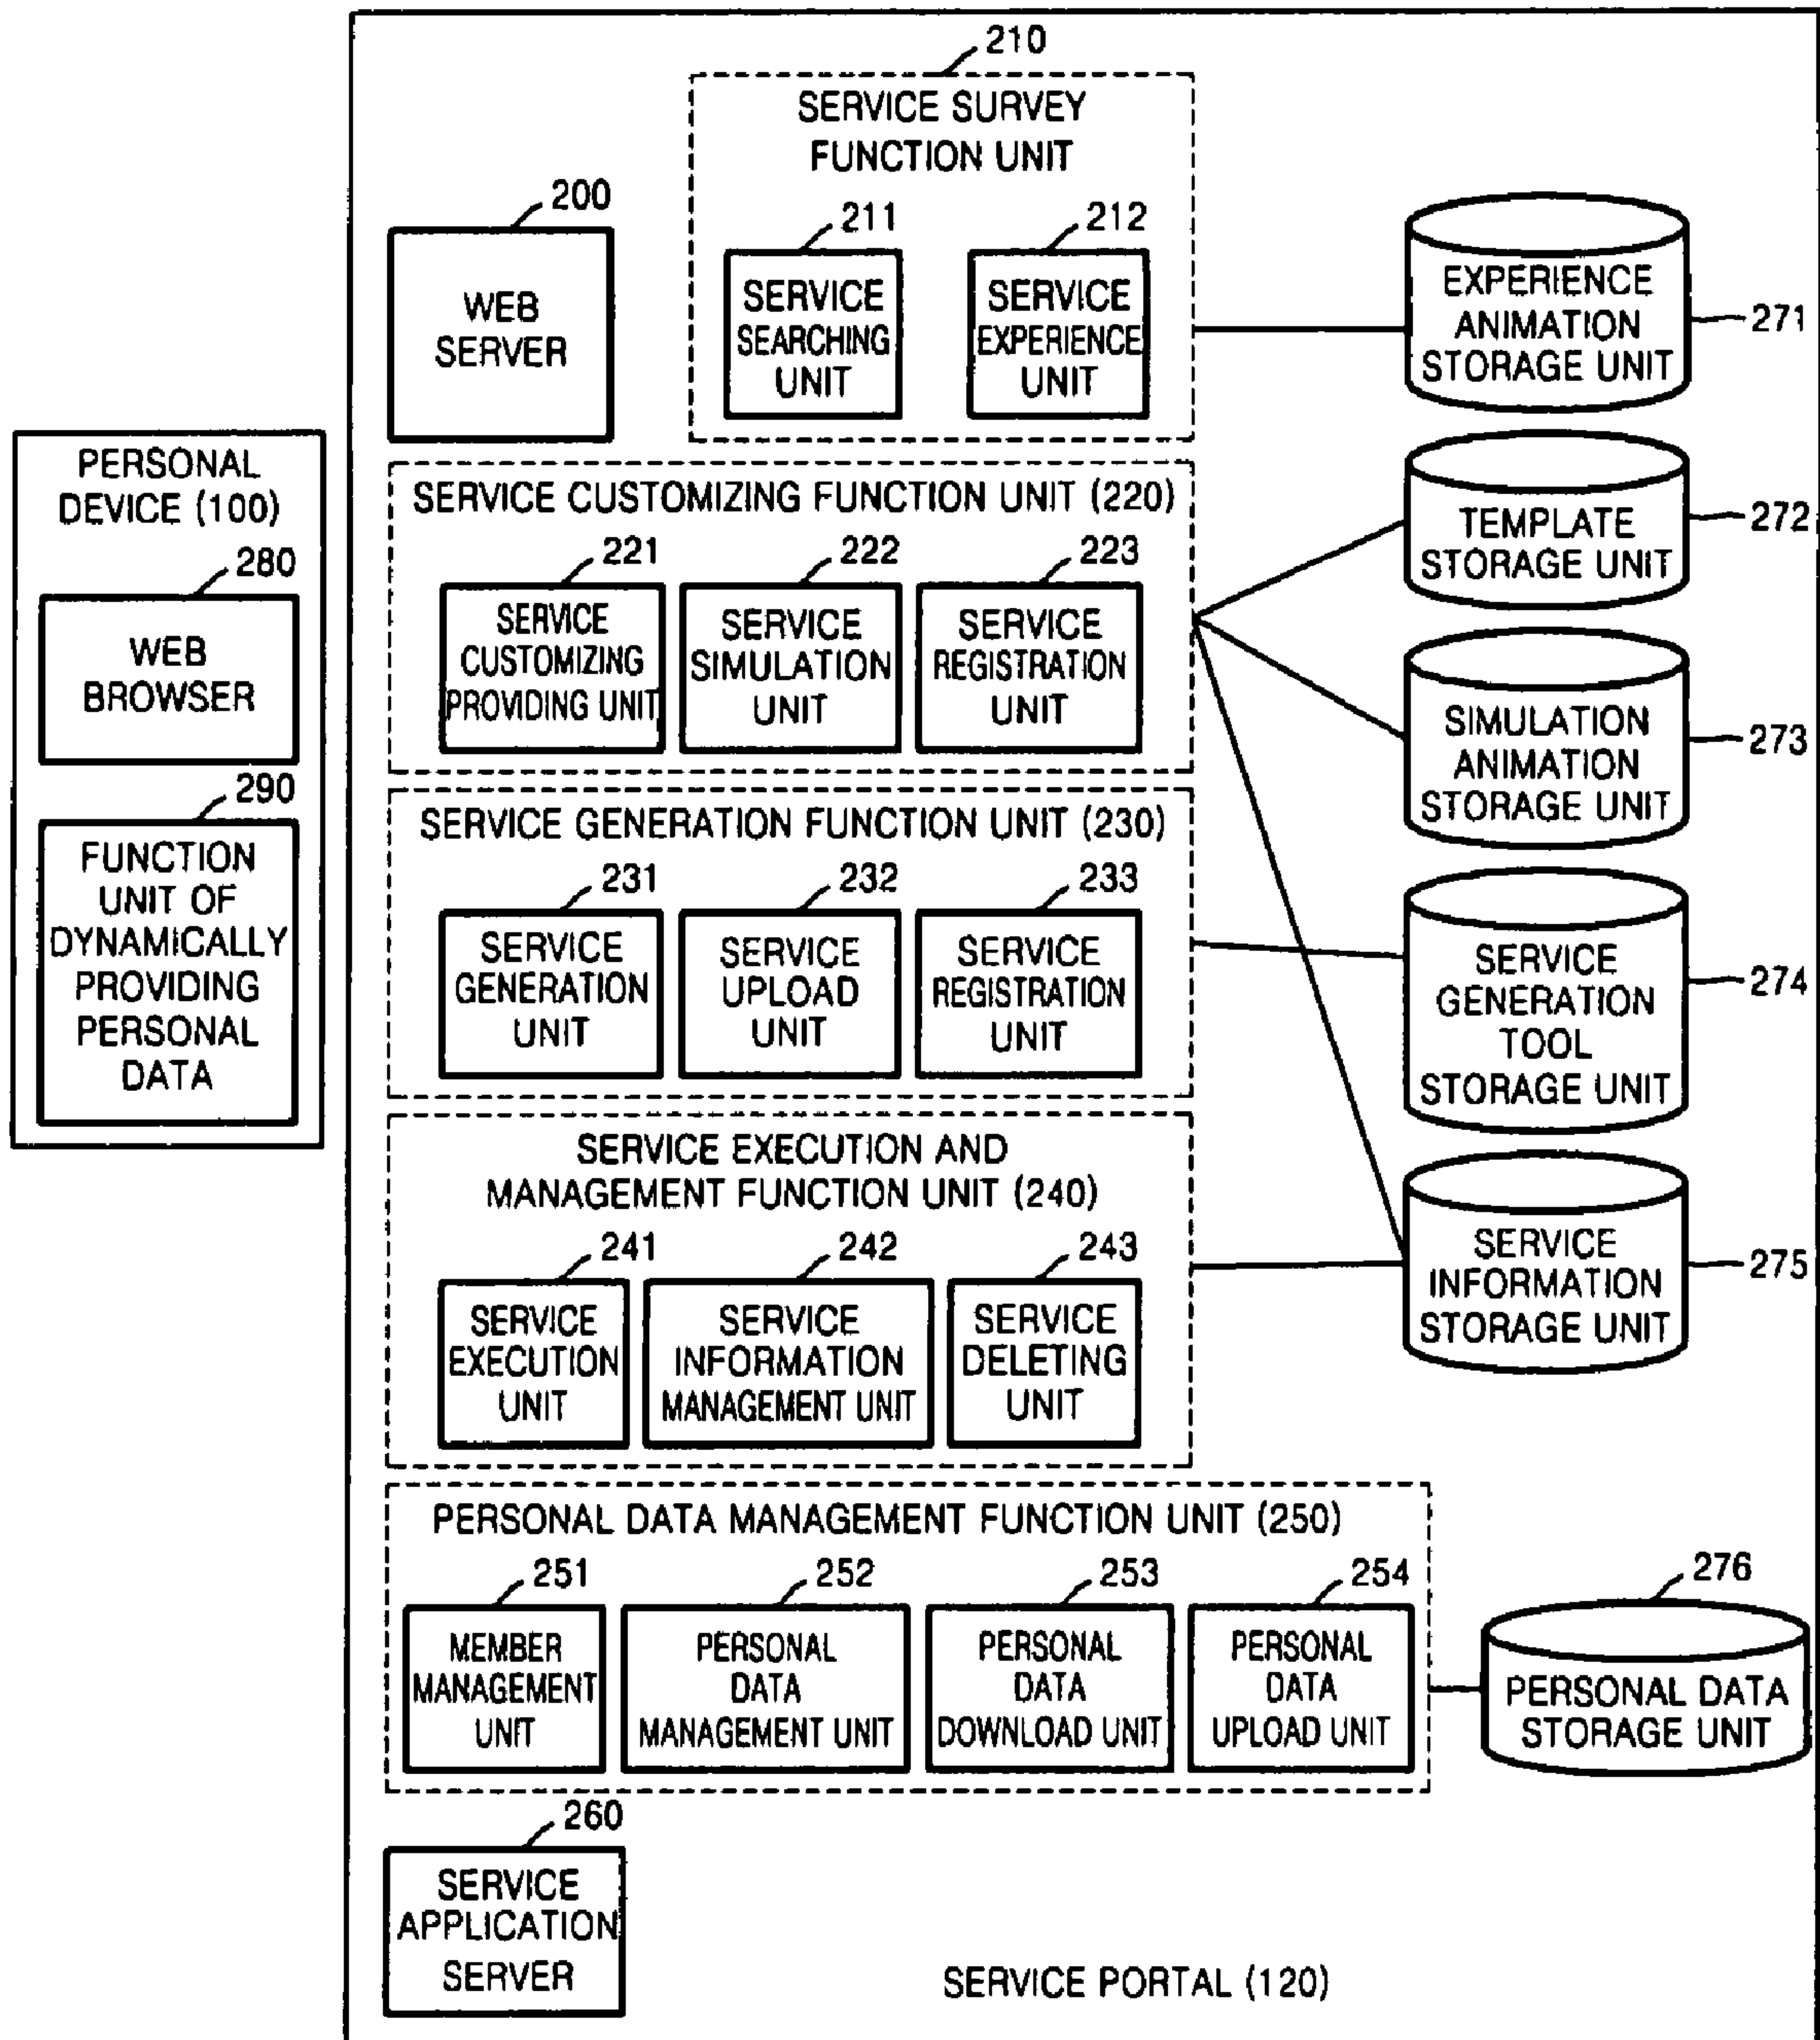 210
SERVICE SURVEY
FUNCTION UNIT
200
WEB
SERVER
211
SERVICE
SEARCHING
UNIT
212
SERVICE
EXPERIENCE
UNIT
EXPERIENCE
ANIMATION
STORAGE UNIT
271
PERSONAL
DEVICE (100)
280
WEB
BROWSER
290
FUNCTION
UNIT OF
DYNAMICALLY
PROVIDING
PERSONAL
DATA
SERVICE CUSTOMIZING FUNCTION UNIT (220)
221
SERVICE
CUSTOMIZING
PROVIDING UNIT
222
SERVICE
SIMULATION
UNIT
223
SERVICE
REGISTRATION
UNIT
TEMPLATE
STORAGE UNIT
272
SIMULATION
ANIMATION
STORAGE UNIT
273
SERVICE GENERATION FUNCTION UNIT (230)
231
SERVICE
GENERATION
UNIT
232
SERVICE
UPLOAD
UNIT
233
SERVICE
REGISTRATION
UNIT
SERVICE
GENERATION
TOOL
STORAGE UNIT
274
SERVICE EXECUTION AND
MANAGEMENT FUNCTION UNIT (240)
241
SERVICE
EXECUTION
UNIT
242
SERVICE
INFORMATION
MANAGEMENT UNIT
243
SERVICE
DELETING
UNIT
SERVICE
INFORMATION
STORAGE UNIT
275
PERSONAL DATA MANAGEMENT FUNCTION UNIT (250)
251
MEMBER
MANAGEMENT
UNIT
252
PERSONAL
DATA
MANAGEMENT UNIT
253
PERSONAL
DATA
DOWNLOAD UNIT
254
PERSONAL
DATA
UPLOAD UNIT
276
PERSONAL DATA
STORAGE UNIT
260
SERVICE
APPLICATION
SERVER
SERVICE PORTAL (120)